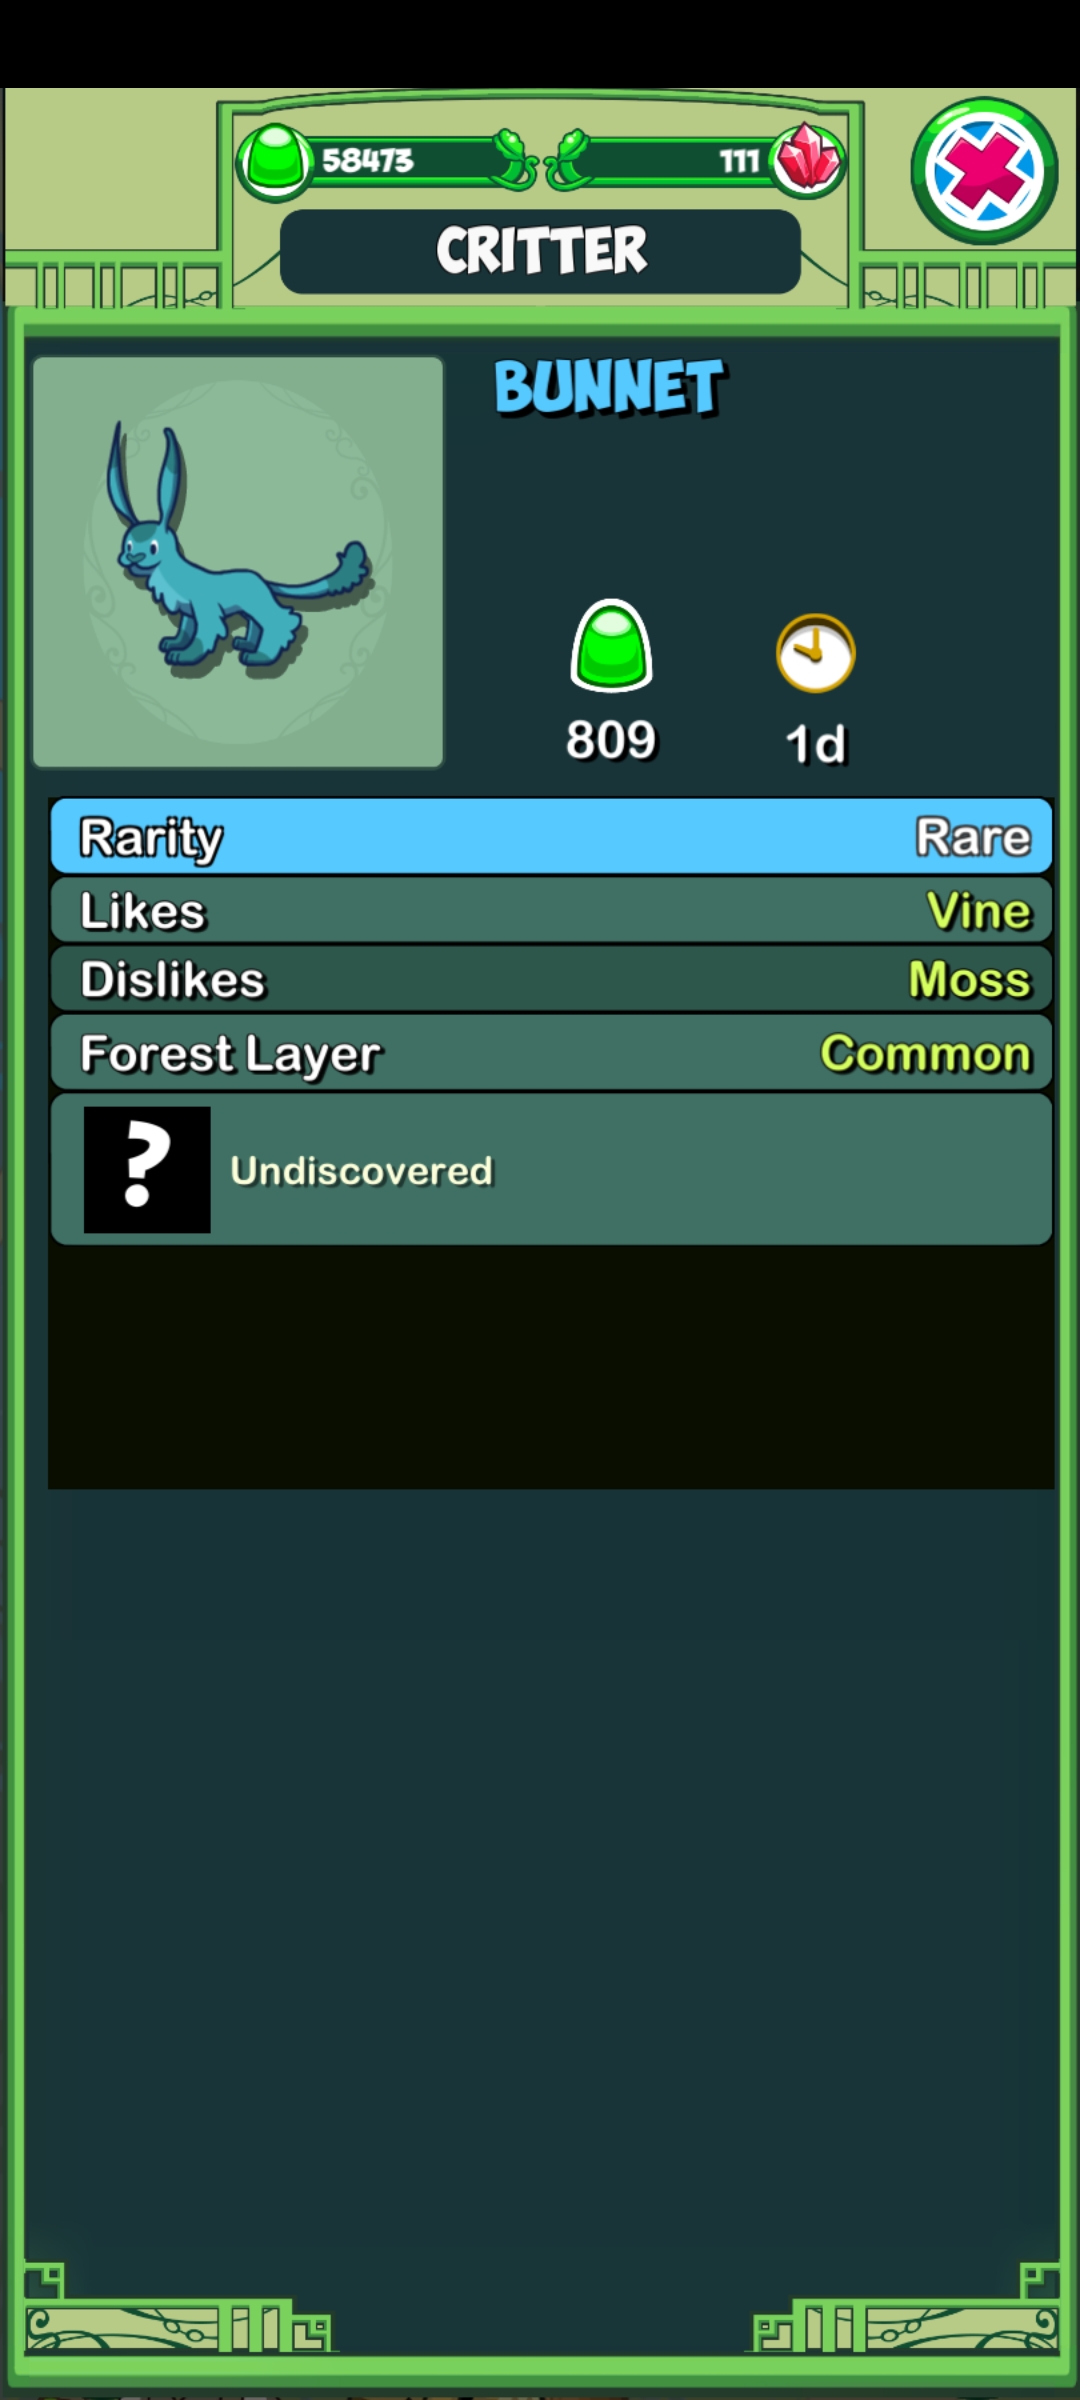 58473
111
CRITTER
BUNNET
809
1d
Rarity Rare
Likes Vine
Dislikes Moss
Forest Layer Common
? Undiscovered